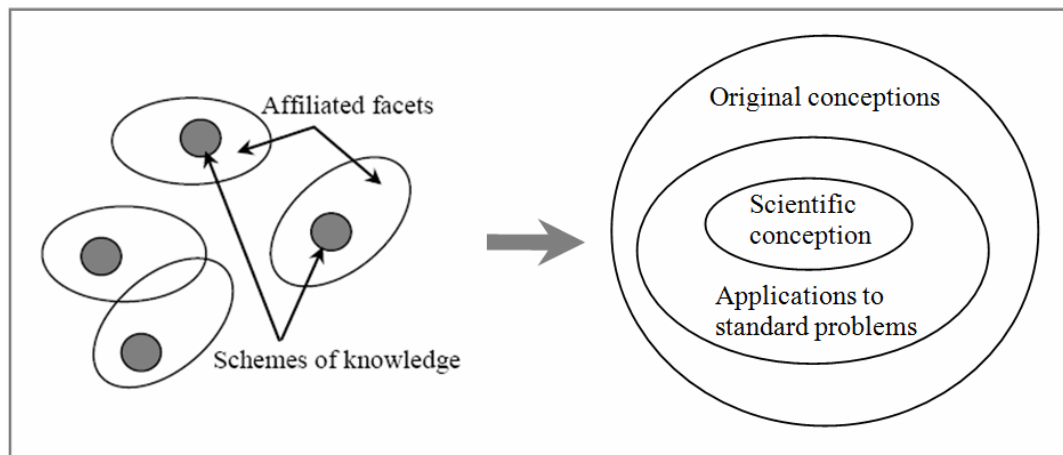 Affiliated facets
Schemes of knowledge
Original conceptions
Scientific
conception
Applications to
standard problems